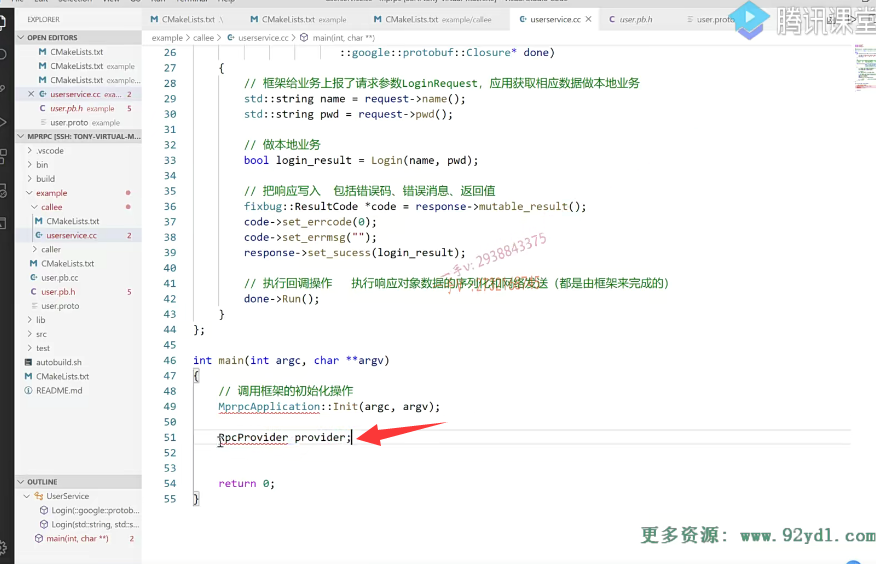 EXPLORER
OPEN EDITORS
CMakeLists.txt
CMakeLists.txt example
CMakeLists.txt example...
userservice.cc exa... 2
user.pb.h example 5
user.proto example
MPRPC [SSH: TONY-VIRTUAL-M...
.vscode
bin
build
example
callee
CMakeLists.txt
userservice.cc 2
caller
CMakeLists.txt
user.pb.cc
user.pb.h 5
user.proto
lib
src
test
autobuild.sh
CMakeLists.txt
README.md
OUTLINE
UserService
Login(::google::protob...
Login(std::string, std::s...
main(int, char **) 2
CMakeLists.txt .\
CMakeLists.txt example
CMakeLists.txt example/callee
userservice.cc
user.pb.h
user.proto
腾讯课堂
example > callee > userservice.cc > main(int, char **)
26 ::google::protobuf::Closure* done)
27 {
28 // 框架给业务上报了请求参数LoginRequest，应用获取相应数据做本地业务
29 std::string name = request->name();
30 std::string pwd = request->pwd();
31
32 // 做本地业务
33 bool login_result = Login(name, pwd);
34
35 // 把响应写入 包括错误码、错误消息、返回值
36 fixbug::ResultCode *code = response->mutable_result();
37 code->set_errcode(0);
38 code->set_errmsg("");
39 response->set_sucess(login_result);
40
41 // 执行回调操作 执行响应对象数据的序列化和网络发送（都是由框架来完成的）
42 done->Run();
43 }
44 };
45
46 int main(int argc, char **argv)
47 {
48 // 调用框架的初始化操作
49 MprpcApplication::Init(argc, argv);
50
51 RpcProvider provider;
52
53
54 return 0;
55 }
2938843375
更多资源: www.92ydl.com